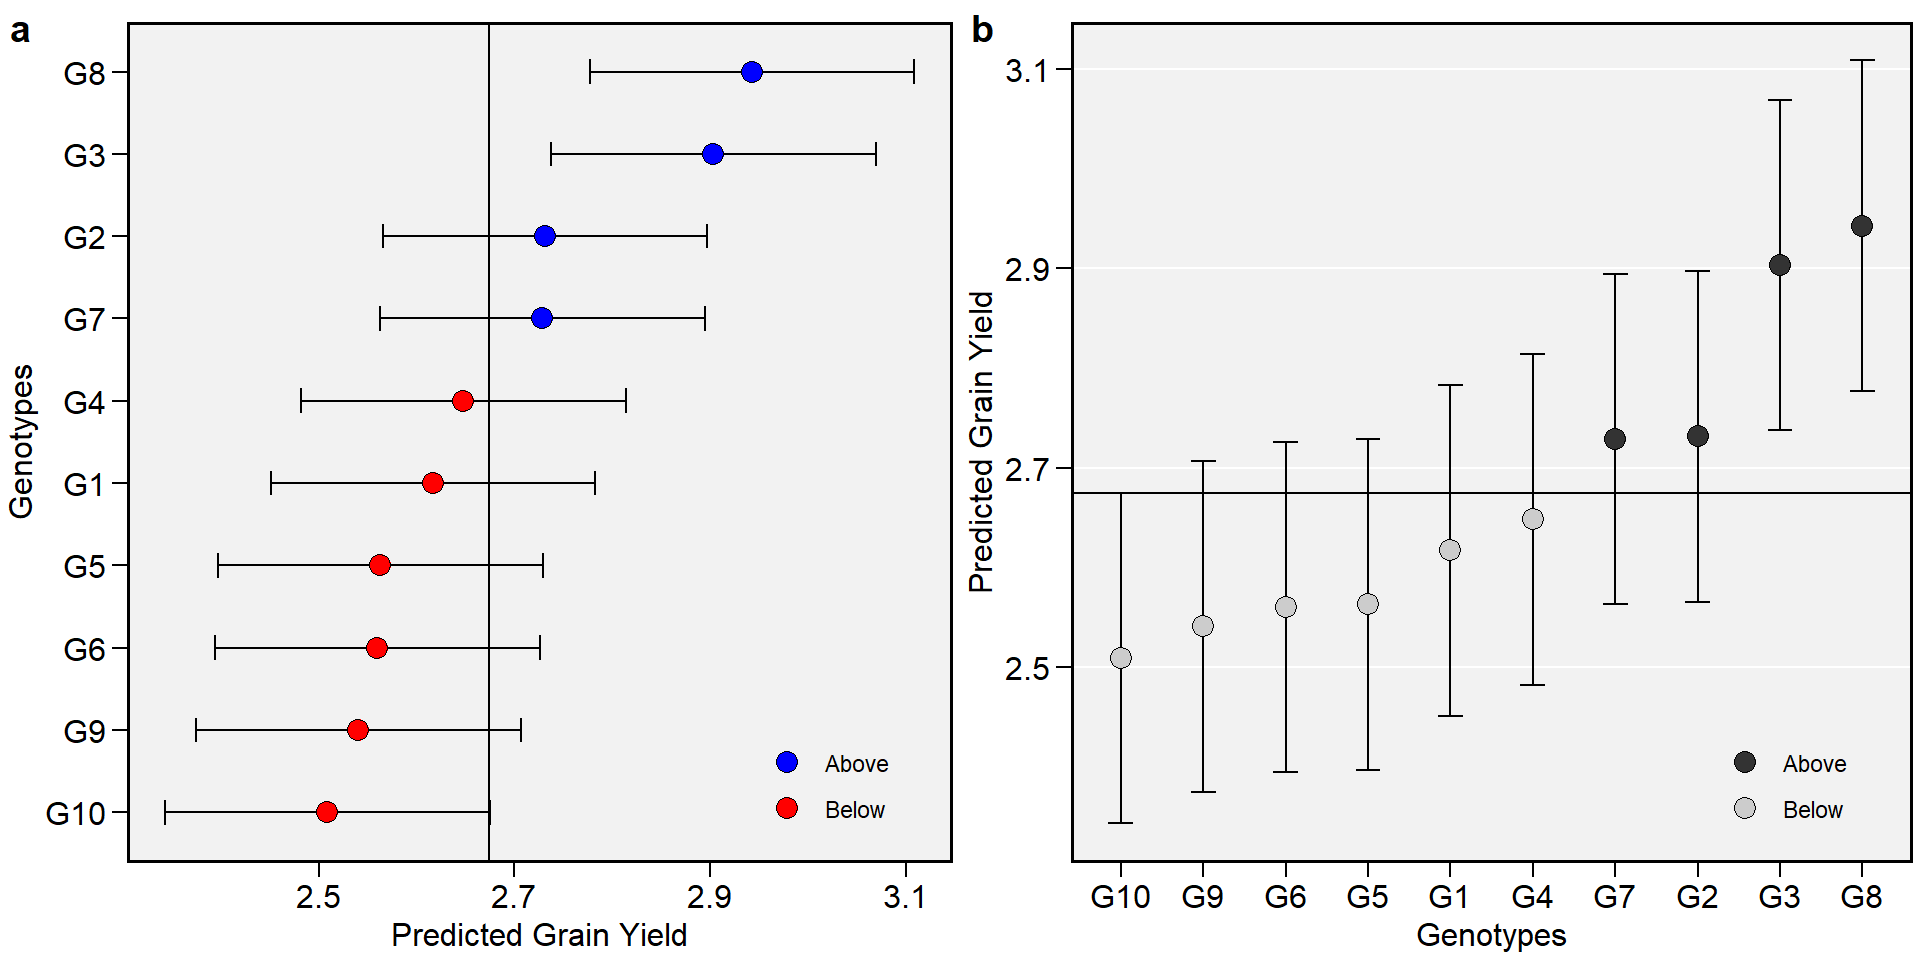 a
Genotypes
G8
G3
G2
G7
G4
G1
G5
G6
G9
G10
Above
Below
2.5 2.7 2.9 3.1
Predicted Grain Yield
b
Predicted Grain Yield
3.1
2.9
2.7
2.5
Above
Below
G10 G9 G6 G5 G1 G4 G7 G2 G3 G8
Genotypes